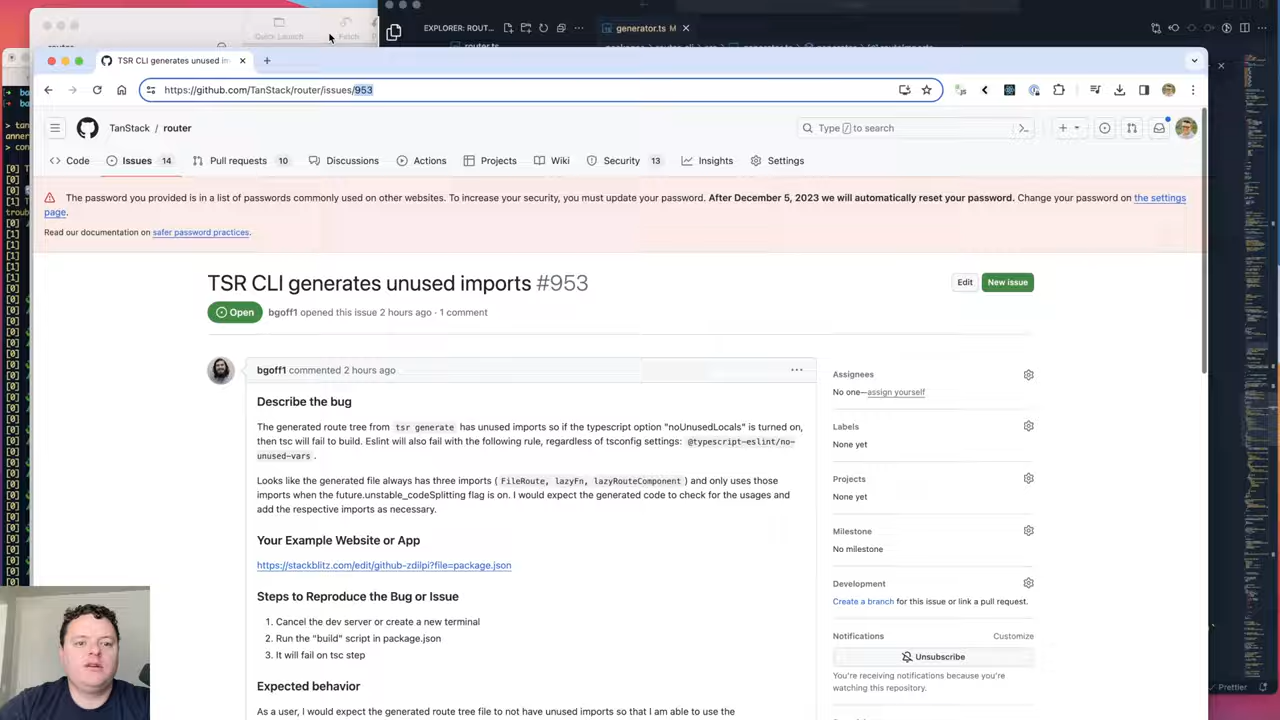 Quick Launch
Fetch
EXPLORER: ROUT...
generator.ts M
TSR CLI generates unused im
https://github.com/TanStack/router/issues/953
TanStack / router
Type / to search
Code
Issues 14
Pull requests 10
Discussions
Actions
Projects
Wiki
Security 13
Insights
Settings
The password you provided is in a list of passwords commonly used on other websites. To increase your security, you must update your password. After December 5, 2023 we will automatically reset your password. Change your password on the settings
page.
Read our documentation on safer password practices.
TSR CLI generates unused imports #953
Edit
New issue
Open
bgoff1 opened this issue 2 hours ago · 1 comment
bgoff1 commented 2 hours ago
Describe the bug
The generated route tree from tsr generate has unused imports so if the typescript option "noUnusedLocals" is turned on,
then tsc will fail to build. Eslint will also fail with the following rule, regardless of tsconfig settings: @typescript-eslint/no-
unused-vars .
Looks like the generated file always has three imports ( FileRoute, lazyFn, lazyRouteComponent ) and only uses those
imports when the future.unstable_codeSplitting flag is on. I would expect the generated code to check for the usages and
add the respective imports as necessary.
Your Example Website or App
https://stackblitz.com/edit/github-zdilpi?file=package.json
Steps to Reproduce the Bug or Issue
1. Cancel the dev server or create a new terminal
2. Run the "build" script in package.json
3. It will fail on tsc step
Expected behavior
As a user, I would expect the generated route tree file to not have unused imports so that I am able to use the
Assignees
No one—assign yourself
Labels
None yet
Projects
None yet
Milestone
No milestone
Development
Create a branch for this issue or link a pull request.
Notifications
Customize
Unsubscribe
You're receiving notifications because you're
watching this repository.
Prettier